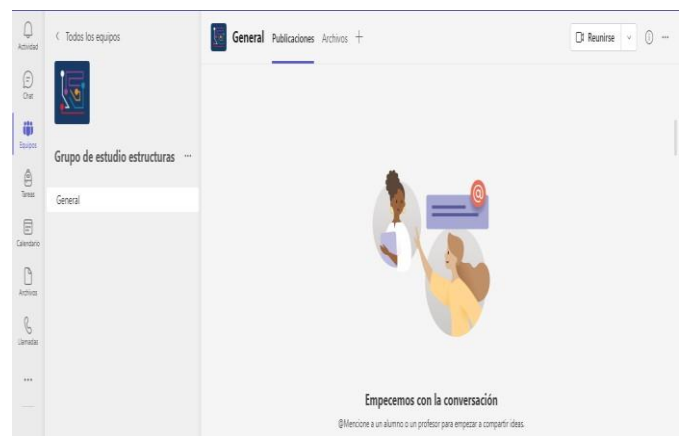 Actividad
Chat
Equipos
Tareas
Calendario
Archivos
Llamadas
< Todos los equipos
Grupo de estudio estructuras ...
General
General Publicaciones Archivos +
Reunirse
@
Empecemos con la conversación
@Mencione a un alumno o un profesor para empezar a compartir ideas.